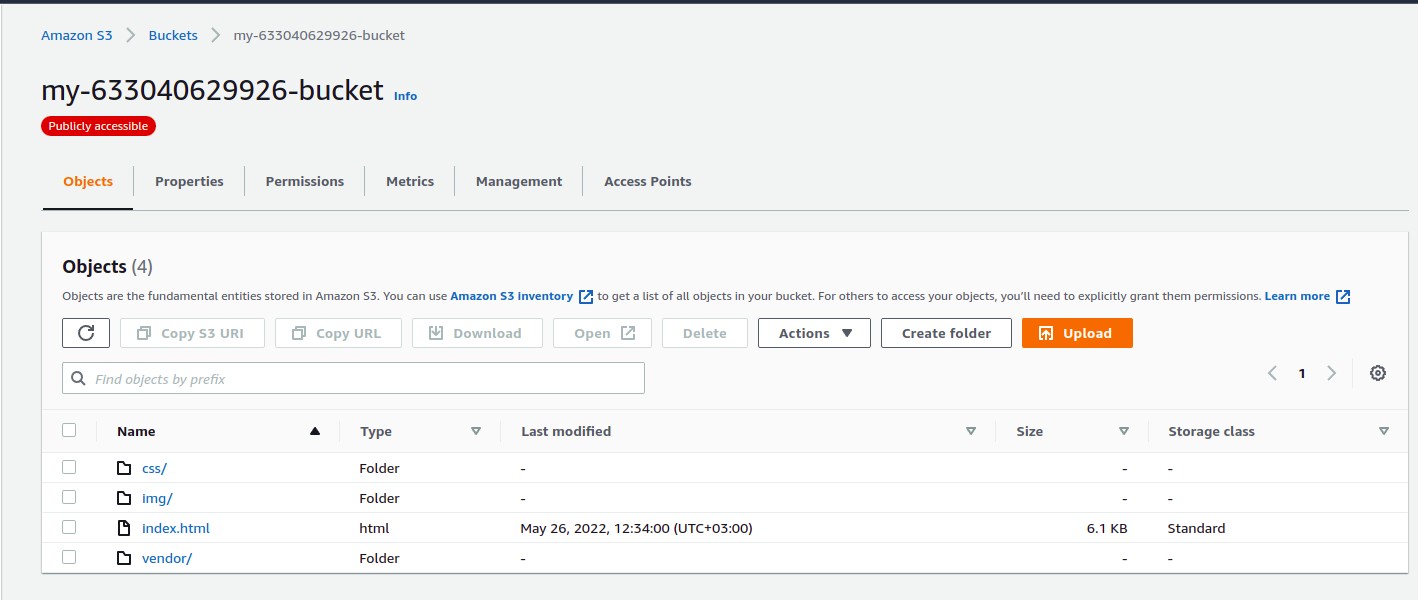 Amazon S3 > Buckets > my-633040629926-bucket
my-633040629926-bucket Info
Publicly accessible
Objects Properties Permissions Metrics Management Access Points
Objects (4)
Objects are the fundamental entities stored in Amazon S3. You can use Amazon S3 inventory to get a list of all objects in your bucket. For others to access your objects, you'll need to explicitly grant them permissions. Learn more
Copy S3 URI Copy URL Download Open Delete Actions Create folder Upload
Find objects by prefix 1
Name Type Last modified Size Storage class
css/ Folder - - -
img/ Folder - - -
index.html html May 26, 2022, 12:34:00 (UTC+03:00) 6.1 KB Standard
vendor/ Folder - - -